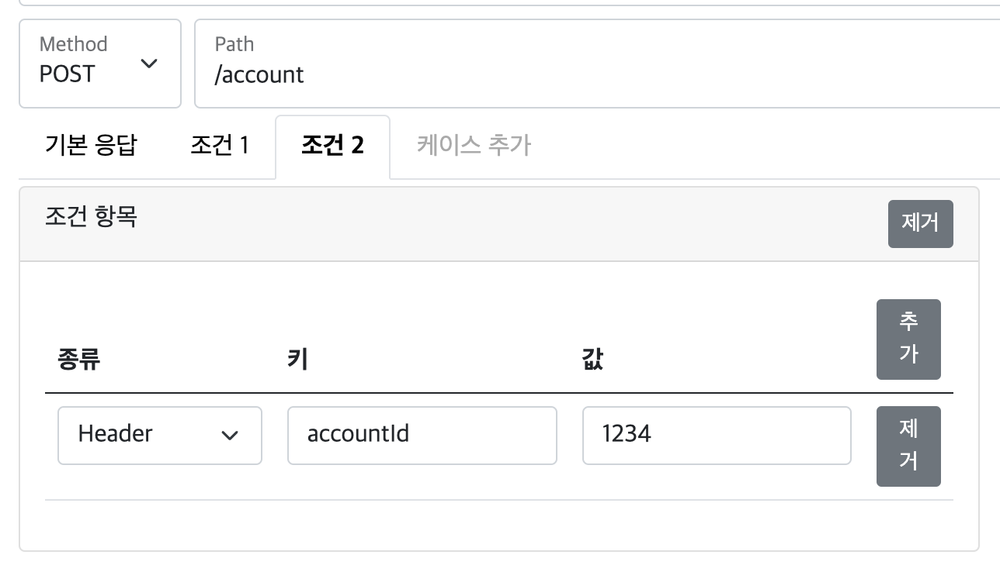 Method
POST
Path
/account
기본 응답
조건 1
조건 2
케이스 추가
조건 항목
제거
종류
키
값
추
가
Header
accountId
1234
제
거